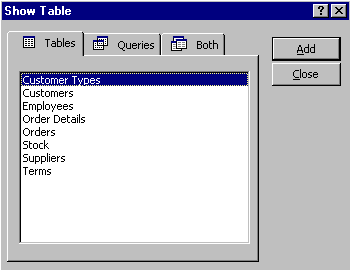 Show Table
Tables Queries Both
Add
Close
Customer Types
Customers
Employees
Order Details
Orders
Stock
Suppliers
Terms